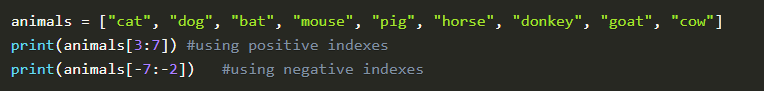 animals = ["cat", "dog", "bat", "mouse", "pig", "horse", "donkey", "goat", "cow"]
print(animals[3:7]) #using positive indexes
print(animals[-7:-2])   #using negative indexes